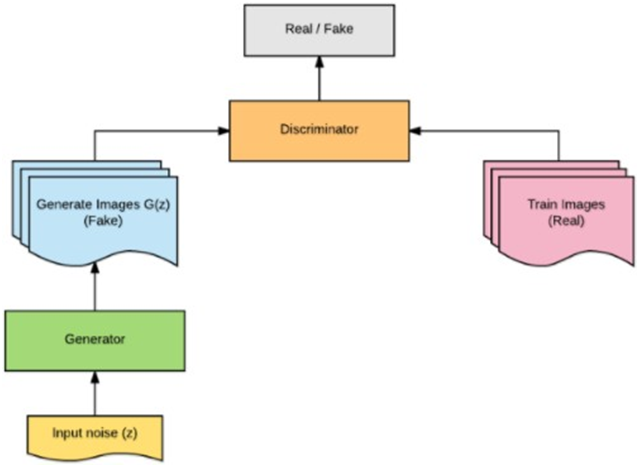 Real / Fake
Discriminator
Generate Images G(z)
(Fake)
Train Images
(Real)
Generator
Input noise (z)